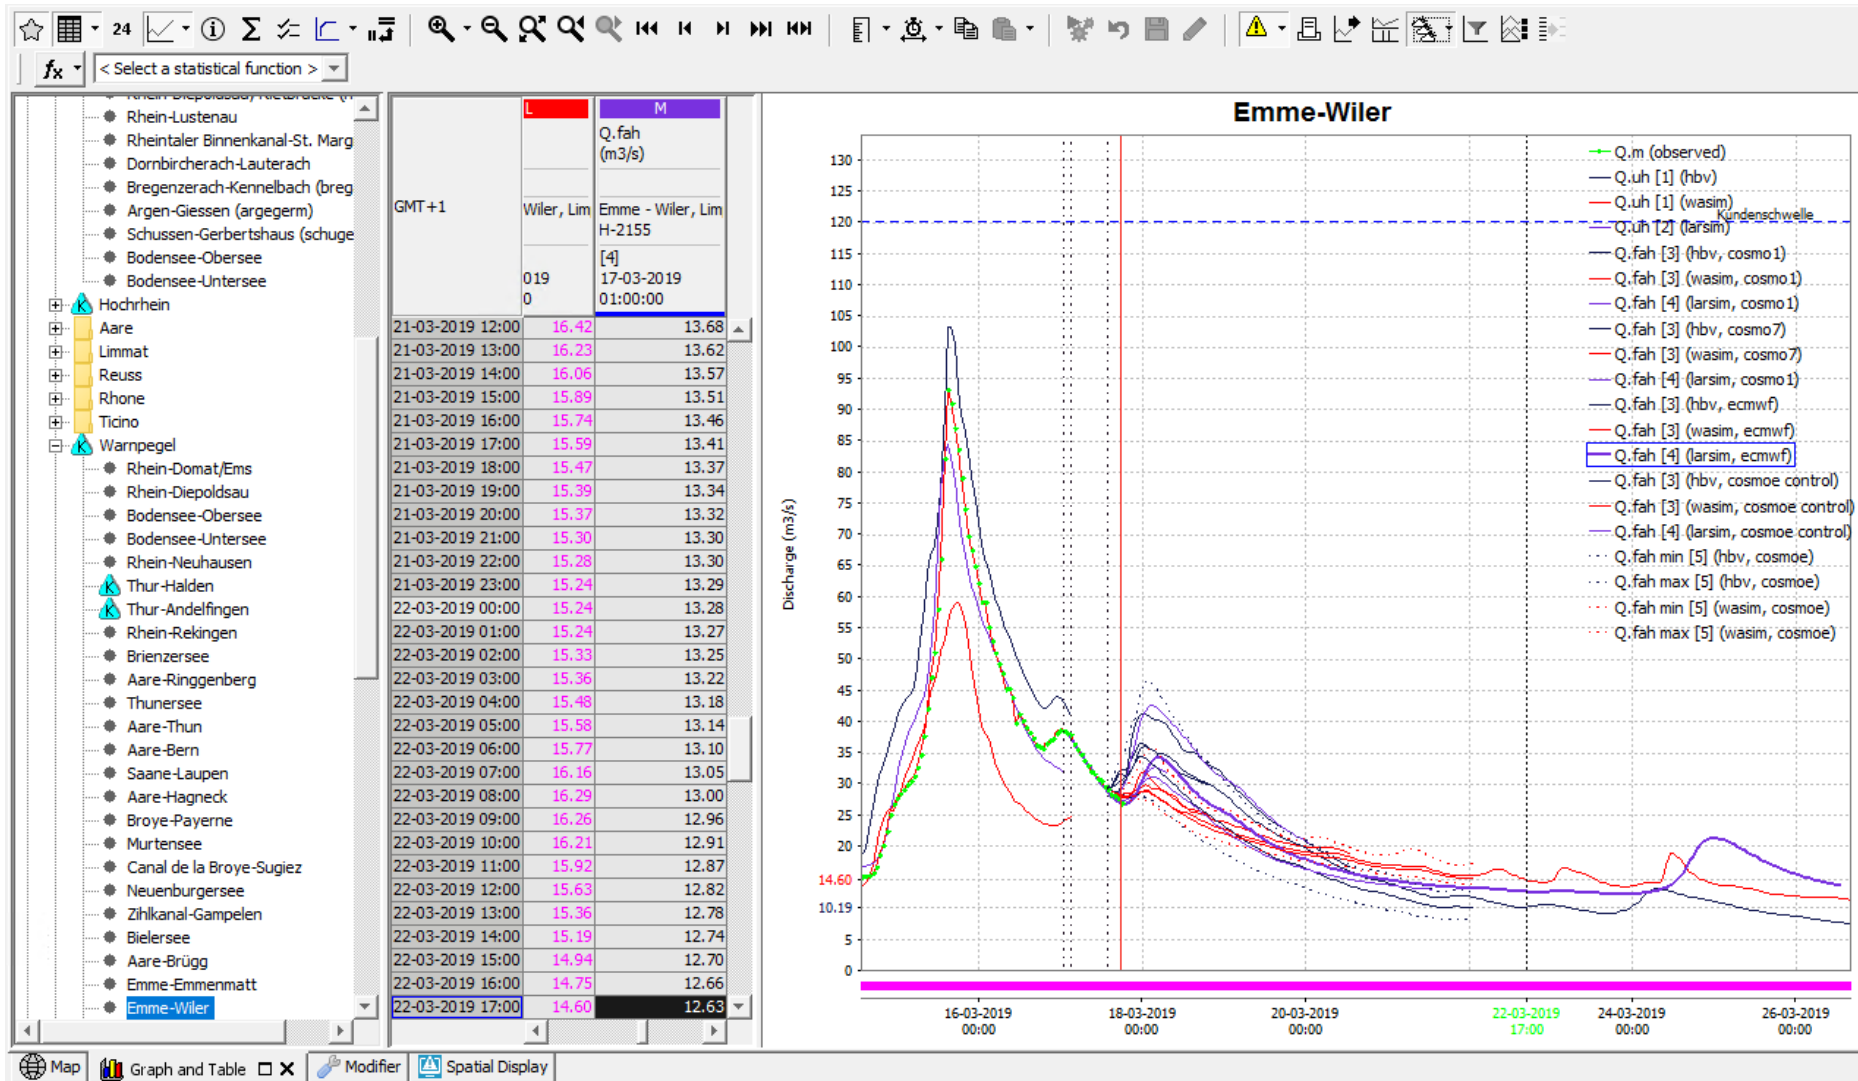 24
fx
< Select a statistical function >
Rhein-Lustenau
Rheintaler Binnenkanal-St. Marg
Dornbircherach-Lauterach
Bregenzerach-Kennelbach (breg
Argen-Giessen (argegerm)
Schussen-Gerbertshaus (schuge
Bodensee-Obersee
Bodensee-Untersee
Hochrhein
Aare
Limmat
Reuss
Rhone
Ticino
Warnpegel
Rhein-Domat/Ems
Rhein-Diepoldsau
Bodensee-Obersee
Bodensee-Untersee
Rhein-Neuhausen
Thur-Halden
Thur-Andelfingen
Rhein-Rekingen
Brienzersee
Aare-Ringgenberg
Thunersee
Aare-Thun
Aare-Bern
Saane-Laupen
Aare-Hagneck
Broye-Payerne
Murtensee
Canal de la Broye-Sugiez
Neuenburgersee
Zihlkanal-Gampelen
Bielersee
Aare-Brügg
Emme-Emmenmatt
Emme-Wiler
L M
Q.fah
(m3/s)
GMT+1 Wiler, Lim Emme - Wiler, Lim
H-2155
[4]
019 17-03-2019
0 01:00:00
21-03-2019 12:00 16.42 13.68
21-03-2019 13:00 16.23 13.62
21-03-2019 14:00 16.06 13.57
21-03-2019 15:00 15.89 13.51
21-03-2019 16:00 15.74 13.46
21-03-2019 17:00 15.59 13.41
21-03-2019 18:00 15.47 13.37
21-03-2019 19:00 15.39 13.34
21-03-2019 20:00 15.37 13.32
21-03-2019 21:00 15.30 13.30
21-03-2019 22:00 15.28 13.30
21-03-2019 23:00 15.24 13.29
22-03-2019 00:00 15.24 13.28
22-03-2019 01:00 15.24 13.27
22-03-2019 02:00 15.33 13.25
22-03-2019 03:00 15.36 13.22
22-03-2019 04:00 15.48 13.18
22-03-2019 05:00 15.58 13.14
22-03-2019 06:00 15.77 13.10
22-03-2019 07:00 16.16 13.05
22-03-2019 08:00 16.29 13.00
22-03-2019 09:00 16.26 12.96
22-03-2019 10:00 16.21 12.91
22-03-2019 11:00 15.92 12.87
22-03-2019 12:00 15.63 12.82
22-03-2019 13:00 15.36 12.78
22-03-2019 14:00 15.19 12.74
22-03-2019 15:00 14.94 12.70
22-03-2019 16:00 14.75 12.66
22-03-2019 17:00 14.60 12.63
Emme-Wiler
Discharge (m3/s)
130
125
120
115
110
105
100
95
90
85
80
75
70
65
60
55
50
45
40
35
30
25
20
14.60
10.19
5
0
Kundenschwelle
Q.m (observed)
Q.uh [1] (hbv)
Q.uh [1] (wasim)
Q.uh [2] (larsim)
Q.fah [3] (hbv, cosmo1)
Q.fah [3] (wasim, cosmo1)
Q.fah [4] (larsim, cosmo1)
Q.fah [3] (hbv, cosmo7)
Q.fah [3] (wasim, cosmo7)
Q.fah [4] (larsim, cosmo1)
Q.fah [3] (hbv, ecmwf)
Q.fah [3] (wasim, ecmwf)
Q.fah [4] (larsim, ecmwf)
Q.fah [3] (hbv, cosmoe control)
Q.fah [3] (wasim, cosmoe control)
Q.fah [4] (larsim, cosmoe control)
Q.fah min [5] (hbv, cosmoe)
Q.fah max [5] (hbv, cosmoe)
Q.fah min [5] (wasim, cosmoe)
Q.fah max [5] (wasim, cosmoe)
16-03-2019 18-03-2019 20-03-2019 22-03-2019 24-03-2019 26-03-2019
00:00 00:00 00:00 17:00 00:00 00:00
Map Graph and Table Modifier Spatial Display